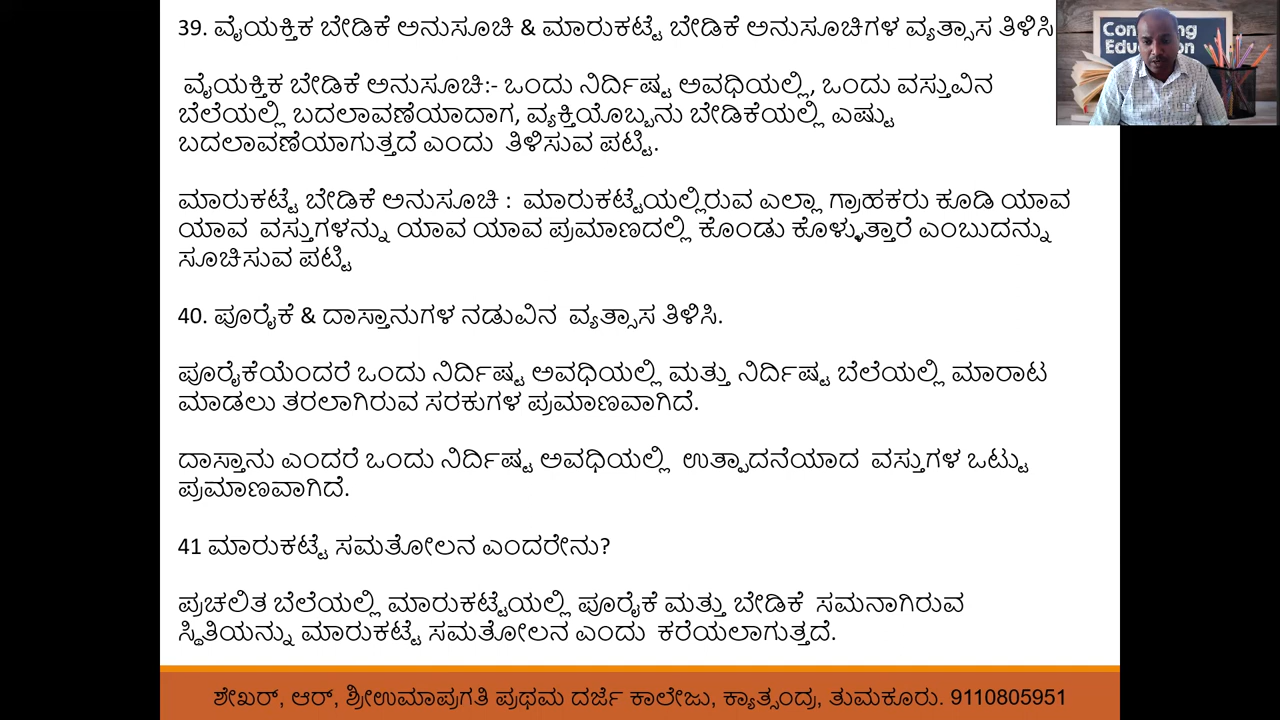 39. ವೈಯಕ್ತಿಕ ಬೇಡಿಕೆ ಅನುಸೂಚಿ & ಮಾರುಕಟ್ಟೆ ಬೇಡಿಕೆ ಅನುಸೂಚಿಗಳ ವ್ಯತ್ಸಾಸ ತಿಳಿಸಿ
ವೈಯಕ್ತಿಕ ಬೇಡಿಕೆ ಅನುಸೂಚಿ:- ಒಂದು ನಿರ್ದಿಷ್ಟ ಅವಧಿಯಲ್ಲಿ, ಒಂದು ವಸ್ತುವಿನ
ಬೆಲೆಯಲ್ಲಿ ಬದಲಾವಣೆಯಾದಾಗ, ವ್ಯಕ್ತಿಯೊಬ್ಬನು ಬೇಡಿಕೆಯಲ್ಲಿ ಎಷ್ಟು
ಬದಲಾವಣೆಯಾಗುತ್ತದೆ ಎಂದು ತಿಳಿಸುವ ಪಟ್ಟಿ.
ಮಾರುಕಟ್ಟೆ ಬೇಡಿಕೆ ಅನುಸೂಚಿ : ಮಾರುಕಟ್ಟೆಯಲ್ಲಿರುವ ಎಲ್ಲಾ ಗ್ರಾಹಕರು ಕೂಡಿ ಯಾವ
ಯಾವ ವಸ್ತುಗಳನ್ನು ಯಾವ ಯಾವ ಪ್ರಮಾಣದಲ್ಲಿ ಕೊಂಡು ಕೊಳ್ಳುತ್ತಾರೆ ಎಂಬುದನ್ನು
ಸೂಚಿಸುವ ಪಟ್ಟಿ
40. ಪೂರೈಕೆ & ದಾಸ್ತಾನುಗಳ ನಡುವಿನ ವ್ಯತ್ಸಾಸ ತಿಳಿಸಿ.
ಪೂರೈಕೆಯೆಂದರೆ ಒಂದು ನಿರ್ದಿಷ್ಟ ಅವಧಿಯಲ್ಲಿ ಮತ್ತು ನಿರ್ದಿಷ್ಟ ಬೆಲೆಯಲ್ಲಿ ಮಾರಾಟ
ಮಾಡಲು ತರಲಾಗಿರುವ ಸರಕುಗಳ ಪ್ರಮಾಣವಾಗಿದೆ.
ದಾಸ್ತಾನು ಎಂದರೆ ಒಂದು ನಿರ್ದಿಷ್ಟ ಅವಧಿಯಲ್ಲಿ ಉತ್ಪಾದನೆಯಾದ ವಸ್ತುಗಳ ಒಟ್ಟು
ಪ್ರಮಾಣವಾಗಿದೆ.
41 ಮಾರುಕಟ್ಟೆ ಸಮತೋಲನ ಎಂದರೇನು?
ಪ್ರಚಲಿತ ಬೆಲೆಯಲ್ಲಿ ಮಾರುಕಟ್ಟೆಯಲ್ಲಿ ಪೂರೈಕೆ ಮತ್ತು ಬೇಡಿಕೆ ಸಮನಾಗಿರುವ
ಸ್ಥಿತಿಯನ್ನು ಮಾರುಕಟ್ಟೆ ಸಮತೋಲನ ಎಂದು ಕರೆಯಲಾಗುತ್ತದೆ.
ಶೇಖರ್, ಆರ್, ಶ್ರೀಉಮಾಪ್ರಗತಿ ಪ್ರಥಮ ದರ್ಜೆ ಕಾಲೇಜು, ಕ್ಯಾತ್ಸಂದ್ರ, ತುಮಕೂರು. 9110805951